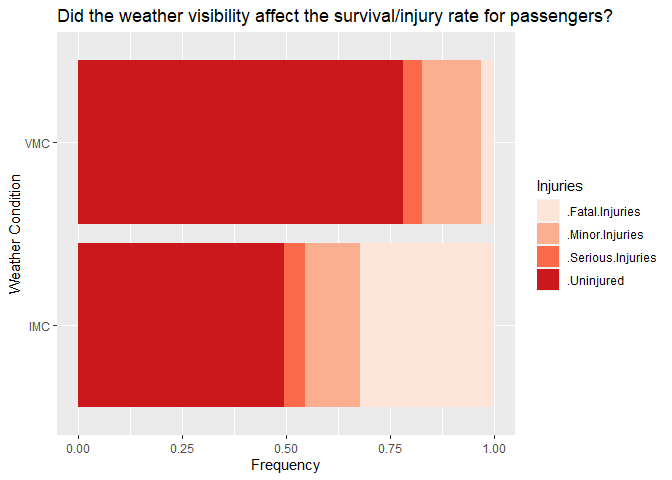 Did the weather visibility affect the survival/injury rate for passengers?
Weather Condition
VMC
IMC
0.00
0.25
0.50
0.75
1.00
Frequency
Injuries
.Fatal.Injuries
.Minor.Injuries
.Serious.Injuries
.Uninjured